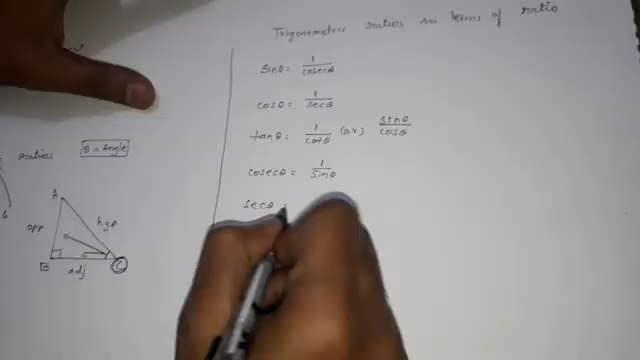 Trigonometric ratios in terms of ratio
sinθ = 1/cosecθ
cosθ = 1/secθ
tanθ = 1/cotθ (or) sinθ/cosθ
cosecθ = 1/sinθ
secθ =
ratios
θ = Angle
A
opp
hyp
B
adj
C